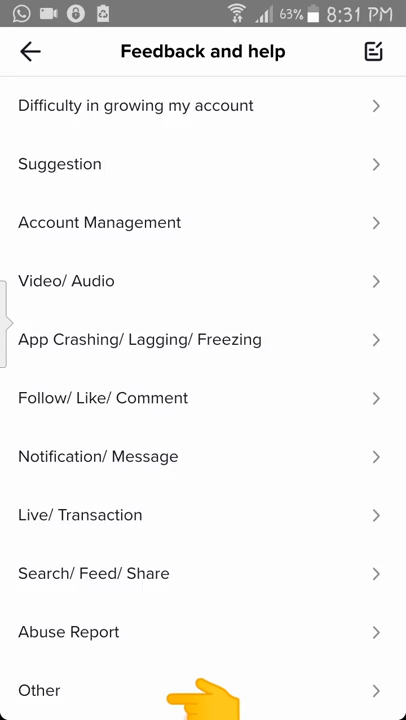 63% 8:31 PM
Feedback and help
Difficulty in growing my account
Suggestion
Account Management
Video/ Audio
App Crashing/ Lagging/ Freezing
Follow/ Like/ Comment
Notification/ Message
Live/ Transaction
Search/ Feed/ Share
Abuse Report
Other